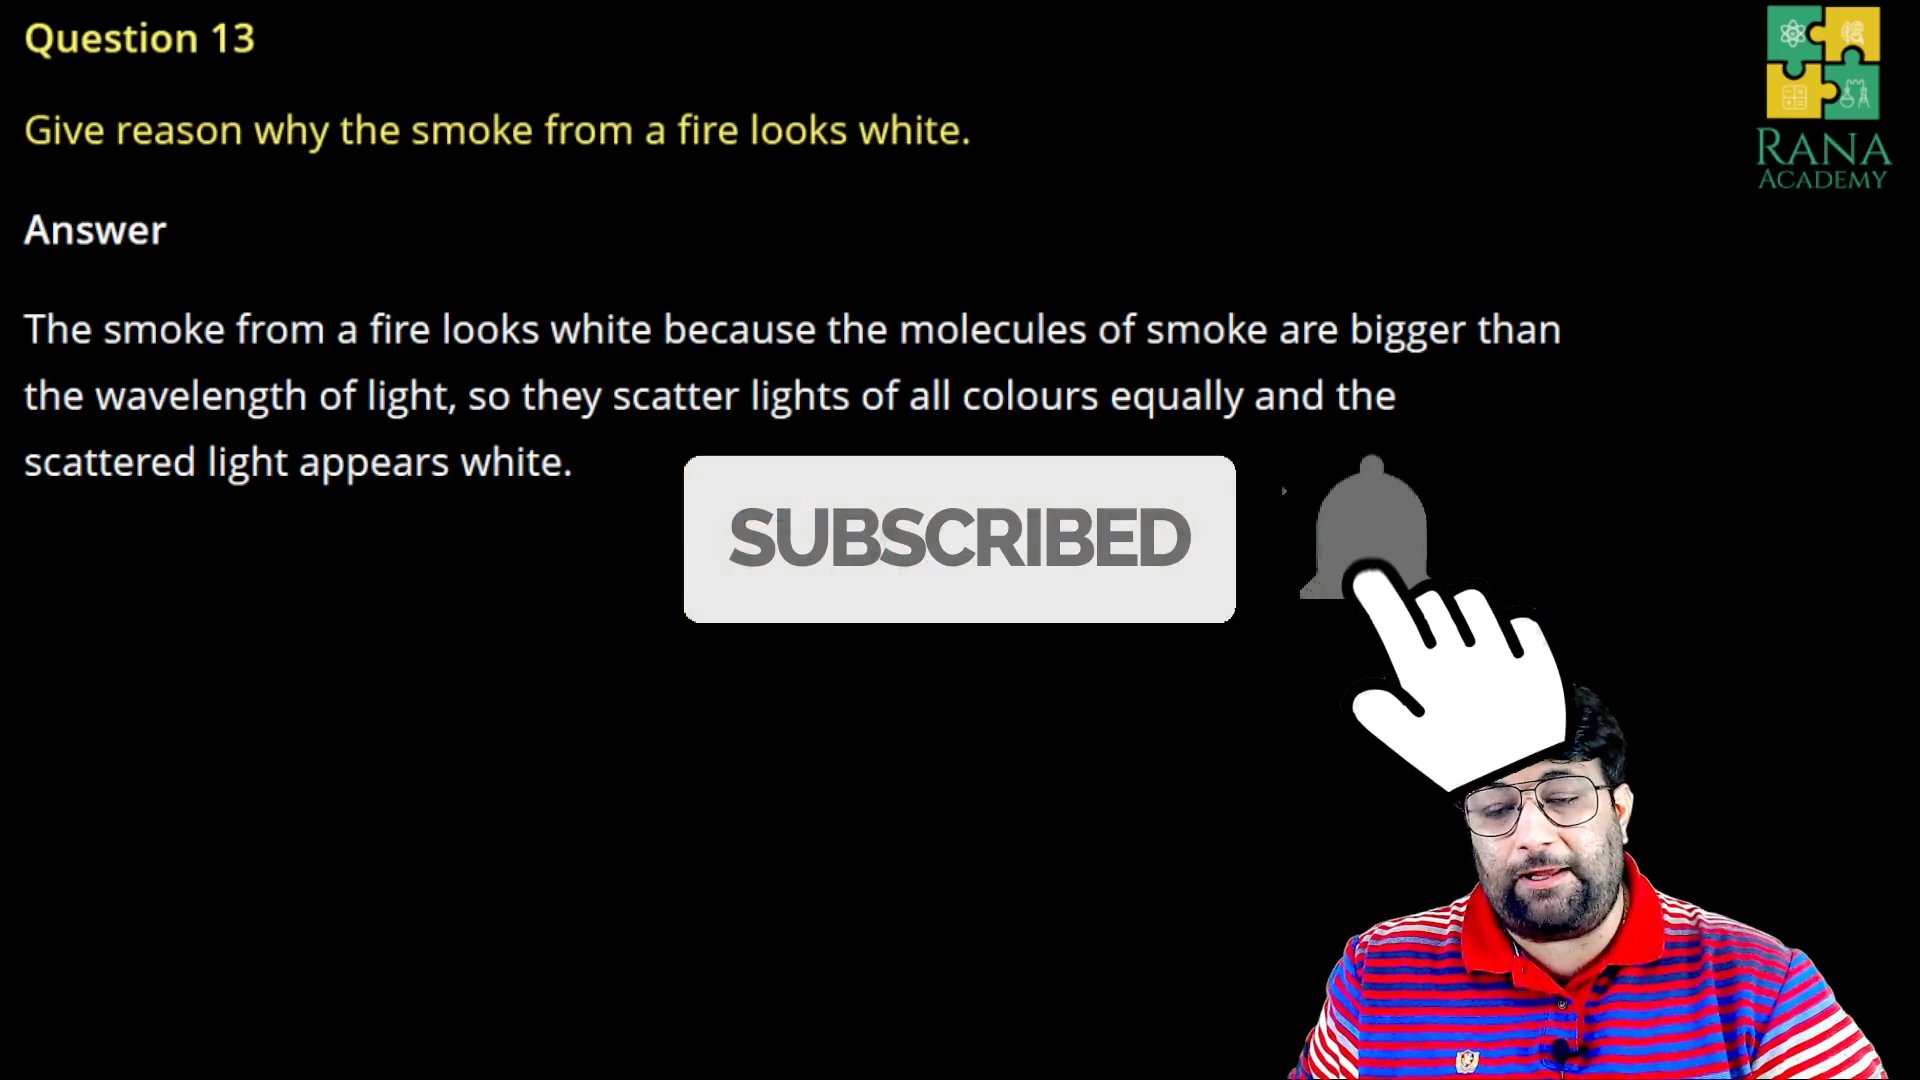 Question 13
Give reason why the smoke from a fire looks white.
Answer
The smoke from a fire looks white because the molecules of smoke are bigger than
the wavelength of light, so they scatter lights of all colours equally and the
scattered light appears white.
SUBSCRIBED
RANA
ACADEMY